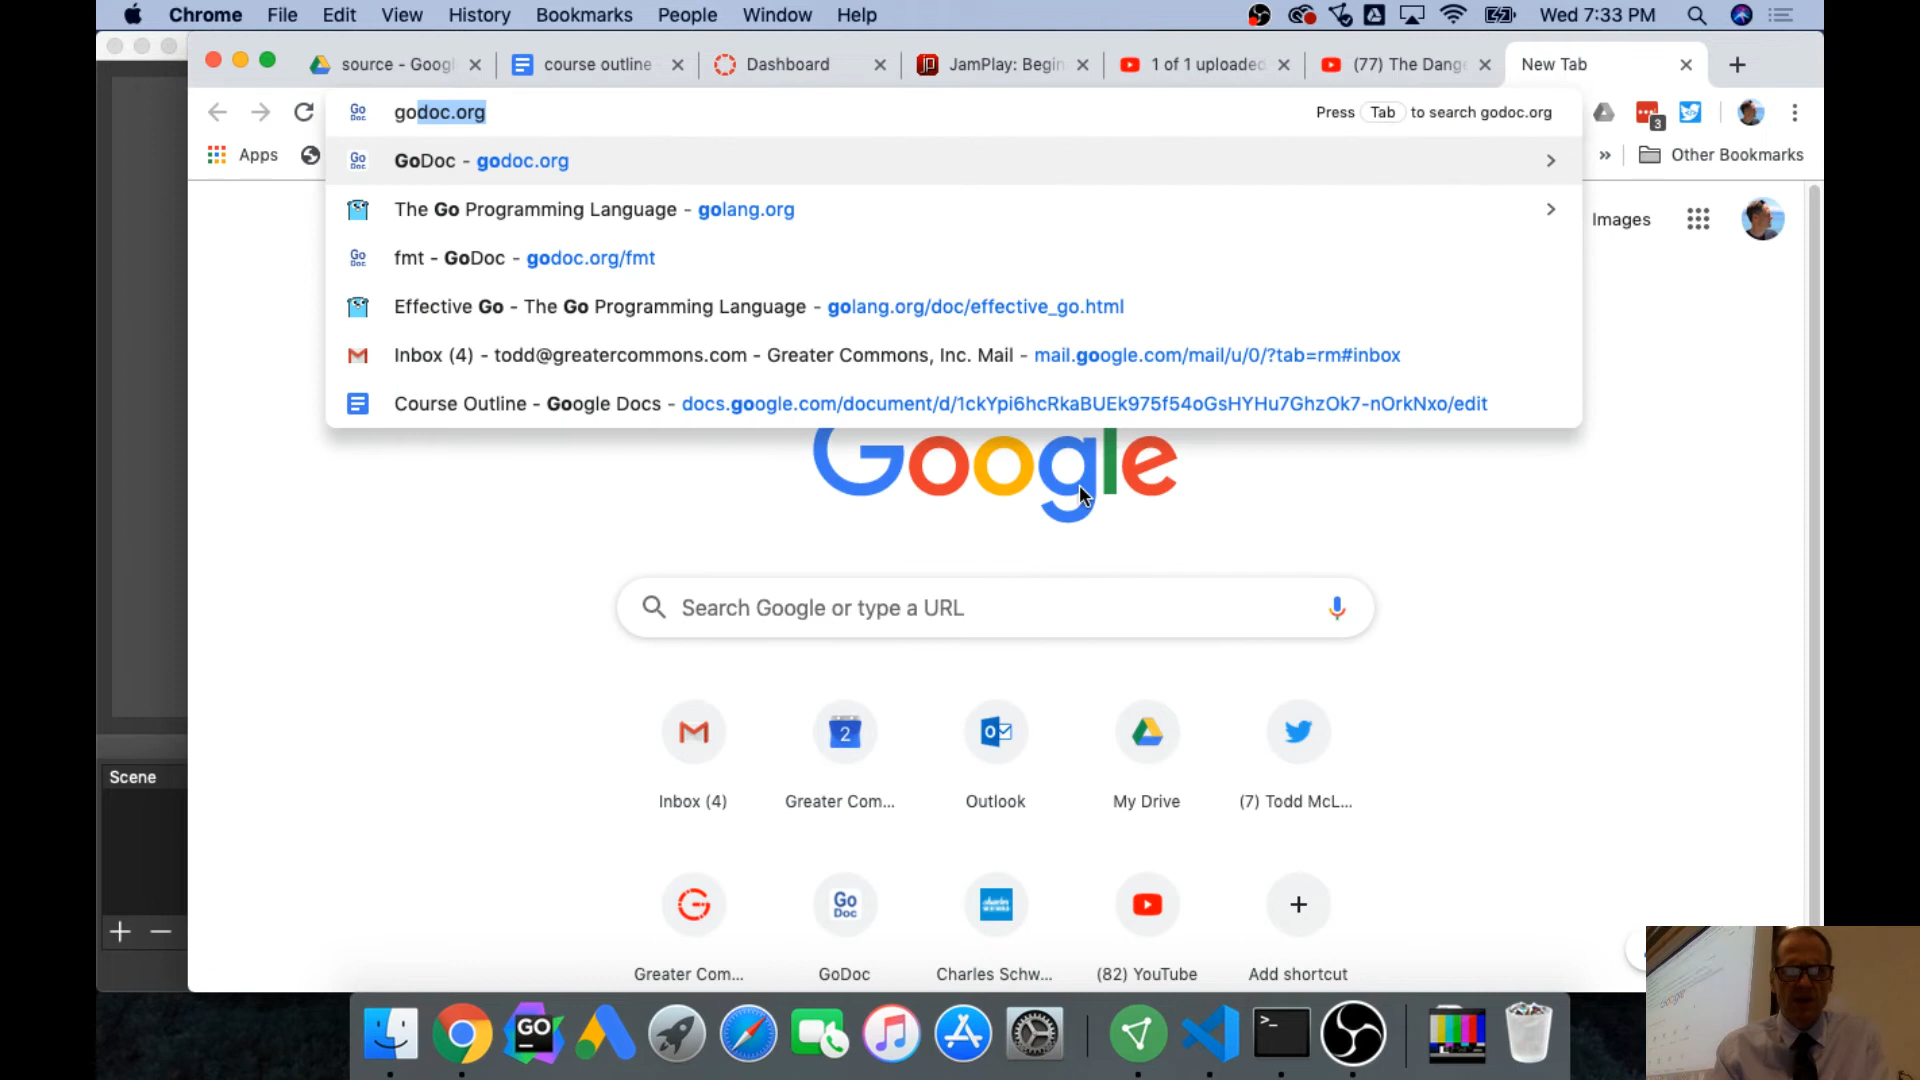 Chrome File Edit View History Bookmarks People Window Help Wed 7:33 PM
source - Googl course outline - Dashboard JamPlay: Begin 1 of 1 uploaded (77) The Dange New Tab
godoc.org Press Tab to search godoc.org 3
Apps » Other Bookmarks
GoDoc - godoc.org
The Go Programming Language - golang.org
Images
fmt - GoDoc - godoc.org/fmt
Effective Go - The Go Programming Language - golang.org/doc/effective_go.html
Inbox (4) - todd@greatercommons.com - Greater Commons, Inc. Mail - mail.google.com/mail/u/0/?tab=rm#inbox
Course Outline - Google Docs - docs.google.com/document/d/1ckYpi6hcRkaBUEk975f54oGsHYHu7GhzOk7-nOrkNxo/edit
Google
Search Google or type a URL
2
Inbox (4) Greater Com... Outlook My Drive (7) Todd McL...
Scene
Go Doc
Greater Com... GoDoc Charles Schw... (82) YouTube Add shortcut
GO